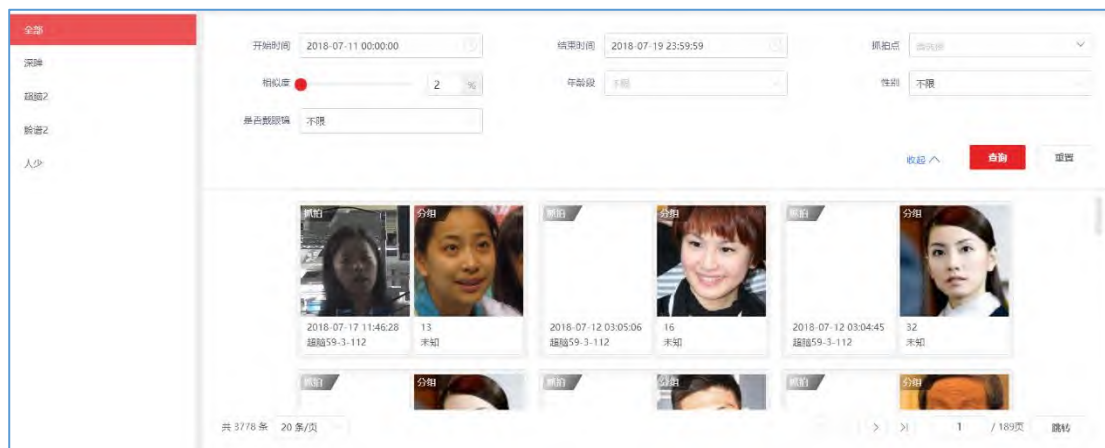 全部
深眸
超脑2
脸谱2
人少
开始时间 2018-07-11 00:00:00 结束时间 2018-07-19 23:59:59 抓拍点 请选择
相似度 2 % 年龄段 不限 性别 不限
是否戴眼镜 不限
收起 查询 重置
抓拍 分组 抓拍 分组 抓拍 分组
2018-07-17 11:46:28 13 2018-07-12 03:05:06 16 2018-07-12 03:04:45 32
超脑59-3-112 未知 超脑59-3-112 未知 超脑59-3-112 未知
抓拍 分组 抓拍 分组 抓拍 分组
共 3778 条 20 条/页 1 / 189页 跳转